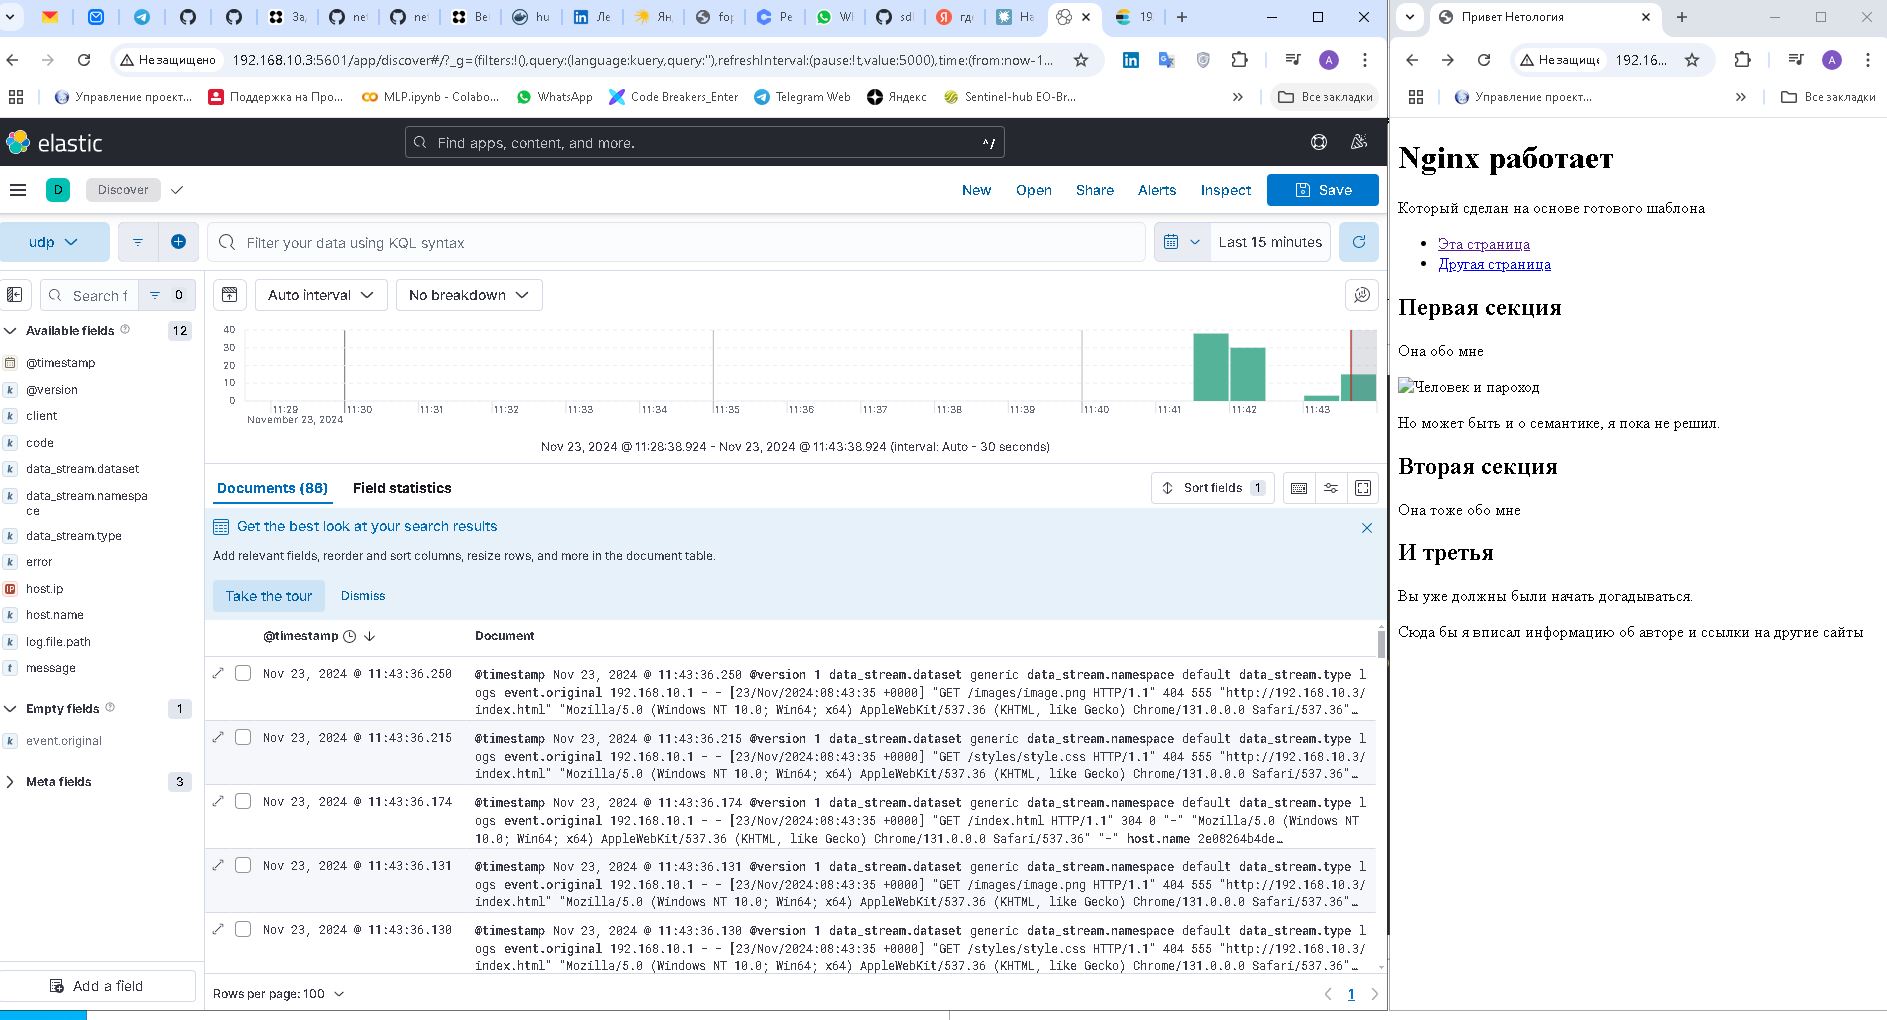 За,
net
net
Ве
hu
Ле
Ян,
foj
Ре
W
sdl
где
На
19
Не защищено
192.168.10.3:5601/app/discover#/?_g=(filters:!(),query:(language:kuery,query:''),refreshInterval:(pause:!t,value:5000),time:(from:now-1...
Управление проект...
Поддержка на Про...
MLP.ipynb - Colabo...
WhatsApp
Code Breakers_Enter
Telegram Web
Яндекс
Sentinel-hub EO-Br...
»
Все закладки
elastic
Find apps, content, and more.
^/
D
Discover
New
Open
Share
Alerts
Inspect
Save
udp
Filter your data using KQL syntax
Last 15 minutes
Search f
0
Auto interval
No breakdown
Available fields
12
@timestamp
@version
client
code
data_stream.dataset
data_stream.namespa
ce
data_stream.type
error
host.ip
host.name
log.file.path
message
Empty fields
1
event.original
Meta fields
3
Add a field
40
30
20
10
0
11:29
11:30
11:31
11:32
11:33
11:34
11:35
11:36
11:37
11:38
11:39
11:40
11:41
11:42
11:43
November 23, 2024
Nov 23, 2024 @ 11:28:38.924 - Nov 23, 2024 @ 11:43:38.924 (interval: Auto - 30 seconds)
Documents (86)
Field statistics
Sort fields 1
Get the best look at your search results
Add relevant fields, reorder and sort columns, resize rows, and more in the document table.
Take the tour
Dismiss
@timestamp
Document
Nov 23, 2024 @ 11:43:36.250
@timestamp Nov 23, 2024 @ 11:43:36.250 @version 1 data_stream.dataset generic data_stream.namespace default data_stream.type l
ogs event.original 192.168.10.1 - - [23/Nov/2024:08:43:35 +0000] "GET /images/image.png HTTP/1.1" 404 555 "http://192.168.10.3/
index.html" "Mozilla/5.0 (Windows NT 10.0; Win64; x64) AppleWebKit/537.36 (KHTML, like Gecko) Chrome/131.0.0.0 Safari/537.36"…
Nov 23, 2024 @ 11:43:36.215
@timestamp Nov 23, 2024 @ 11:43:36.215 @version 1 data_stream.dataset generic data_stream.namespace default data_stream.type l
ogs event.original 192.168.10.1 - - [23/Nov/2024:08:43:35 +0000] "GET /styles/style.css HTTP/1.1" 404 555 "http://192.168.10.3/
index.html" "Mozilla/5.0 (Windows NT 10.0; Win64; x64) AppleWebKit/537.36 (KHTML, like Gecko) Chrome/131.0.0.0 Safari/537.36"…
Nov 23, 2024 @ 11:43:36.174
@timestamp Nov 23, 2024 @ 11:43:36.174 @version 1 data_stream.dataset generic data_stream.namespace default data_stream.type l
ogs event.original 192.168.10.1 - - [23/Nov/2024:08:43:35 +0000] "GET /index.html HTTP/1.1" 304 0 "-" "Mozilla/5.0 (Windows NT
10.0; Win64; x64) AppleWebKit/537.36 (KHTML, like Gecko) Chrome/131.0.0.0 Safari/537.36" "-" host.name 2e08264b4de…
Nov 23, 2024 @ 11:43:36.131
@timestamp Nov 23, 2024 @ 11:43:36.131 @version 1 data_stream.dataset generic data_stream.namespace default data_stream.type l
ogs event.original 192.168.10.1 - - [23/Nov/2024:08:43:35 +0000] "GET /images/image.png HTTP/1.1" 404 555 "http://192.168.10.3/
index.html" "Mozilla/5.0 (Windows NT 10.0; Win64; x64) AppleWebKit/537.36 (KHTML, like Gecko) Chrome/131.0.0.0 Safari/537.36"…
Nov 23, 2024 @ 11:43:36.130
@timestamp Nov 23, 2024 @ 11:43:36.130 @version 1 data_stream.dataset generic data_stream.namespace default data_stream.type l
ogs event.original 192.168.10.1 - - [23/Nov/2024:08:43:35 +0000] "GET /styles/style.css HTTP/1.1" 404 555 "http://192.168.10.3/
index.html" "Mozilla/5.0 (Windows NT 10.0; Win64; x64) AppleWebKit/537.36 (KHTML, like Gecko) Chrome/131.0.0.0 Safari/537.36"…
Rows per page: 100
1
Привет Нетология
Не защище
192.16...
А
Управление проект...
»
Все закладки
Nginx работает
Который сделан на основе готового шаблона
Эта страница
Другая страница
Первая секция
Она обо мне
Человек и пароход
Но может быть и о семантике, я пока не решил.
Вторая секция
Она тоже обо мне
И третья
Вы уже должны были начать догадываться.
Сюда бы я вписал информацию об авторе и ссылки на другие сайты